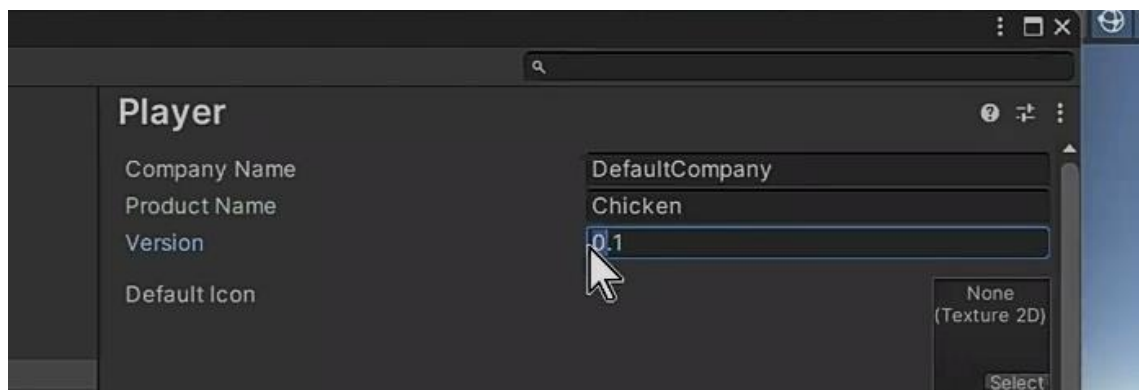 Player
Company Name DefaultCompany
Product Name Chicken
Version 0.1
Default Icon None
(Texture 2D)
Select